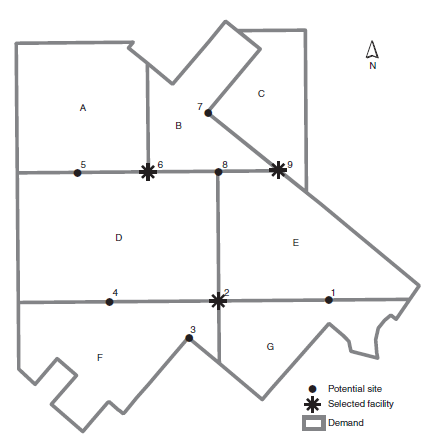 N
A
C
7
B
5
6
8
9
D
E
4
2
1
3
G
F
Potential site
Selected facility
Demand